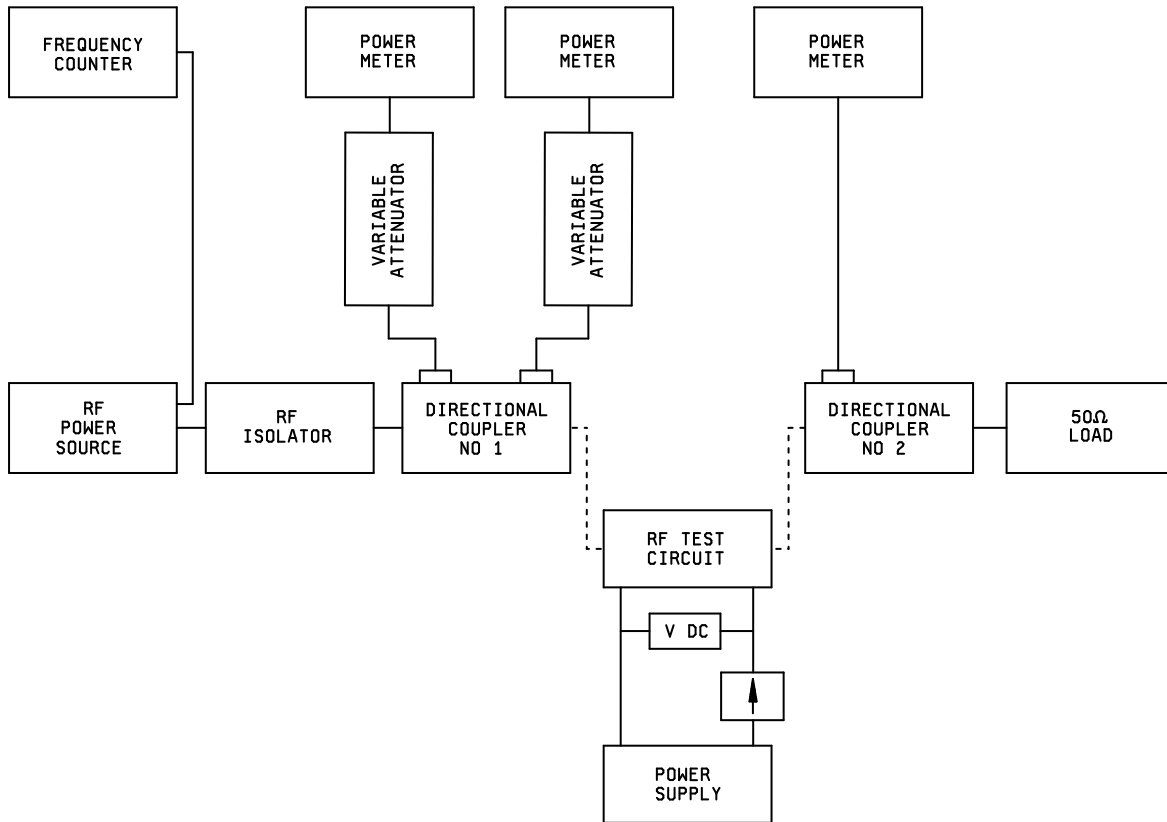 FREQUENCY
COUNTER
POWER
METER
POWER
METER
POWER
METER
VARIABLE
ATTENUATOR
VARIABLE
ATTENUATOR
RF
POWER
SOURCE
RF
ISOLATOR
DIRECTIONAL
COUPLER
NO 1
DIRECTIONAL
COUPLER
NO 2
50Ω
LOAD
RF TEST
CIRCUIT
V DC
POWER
SUPPLY